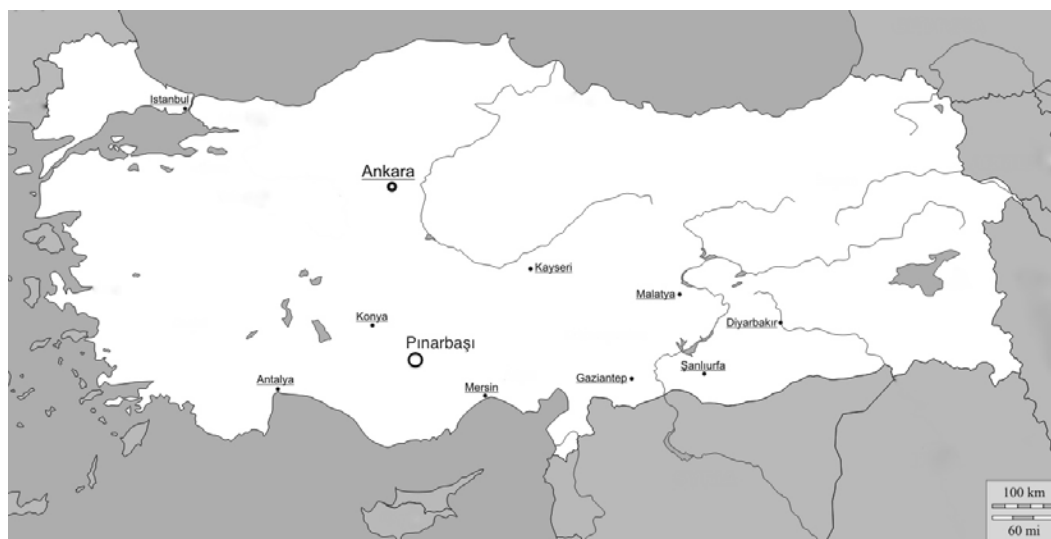 Istanbul
Ankara
Kayseri
Malatya
Konya
Diyarbakır
Pınarbaşı
Şanlıurfa
Antalya
Mersin
Gaziantep
100 km
60 mi